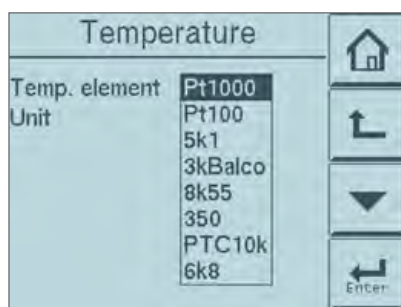 Temperature
Temp. element Pt1000
Unit Pt100
5k1
3kBalco
8k55
350
PTC10k
6k8
Enter